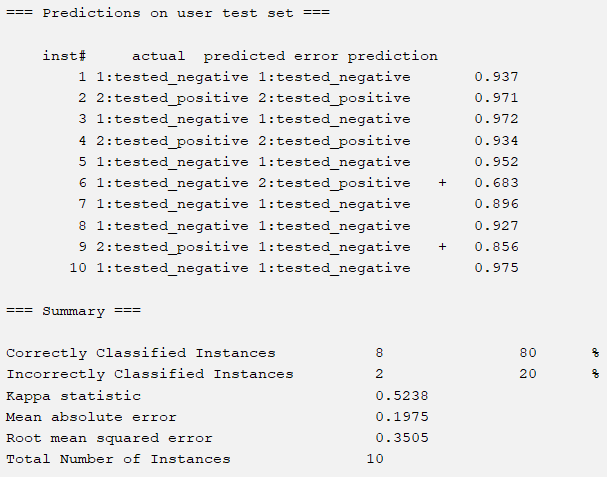 === Predictions on user test set ===
inst# actual predicted error prediction
1 1:tested_negative 1:tested_negative 0.937
2 2:tested_positive 2:tested_positive 0.971
3 1:tested_negative 1:tested_negative 0.972
4 2:tested_positive 2:tested_positive 0.934
5 1:tested_negative 1:tested_negative 0.952
6 1:tested_negative 2:tested_positive + 0.683
7 1:tested_negative 1:tested_negative 0.896
8 1:tested_negative 1:tested_negative 0.927
9 2:tested_positive 1:tested_negative + 0.856
10 1:tested_negative 1:tested_negative 0.975
=== Summary ===
Correctly Classified Instances 8 80 %
Incorrectly Classified Instances 2 20 %
Kappa statistic 0.5238
Mean absolute error 0.1975
Root mean squared error 0.3505
Total Number of Instances 10